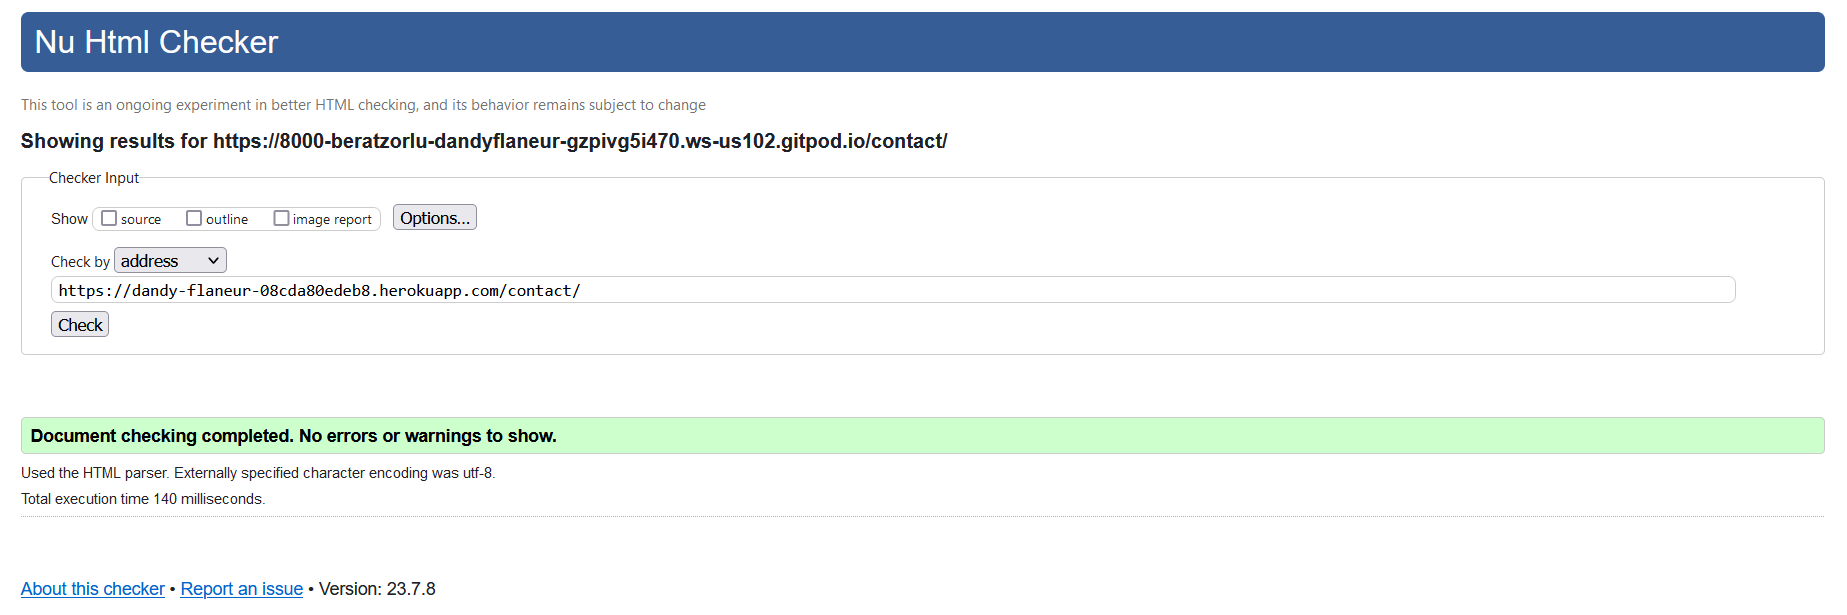 Nu Html Checker
This tool is an ongoing experiment in better HTML checking, and its behavior remains subject to change
Showing results for https://8000-beratzorlu-dandyflaneur-gzpivg5i470.ws-us102.gitpod.io/contact/
Checker Input
Show source outline image report Options...
Check by address
https://dandy-flaneur-08cda80edeb8.herokuapp.com/contact/
Check
Document checking completed. No errors or warnings to show.
Used the HTML parser. Externally specified character encoding was utf-8.
Total execution time 140 milliseconds.
About this checker • Report an issue • Version: 23.7.8